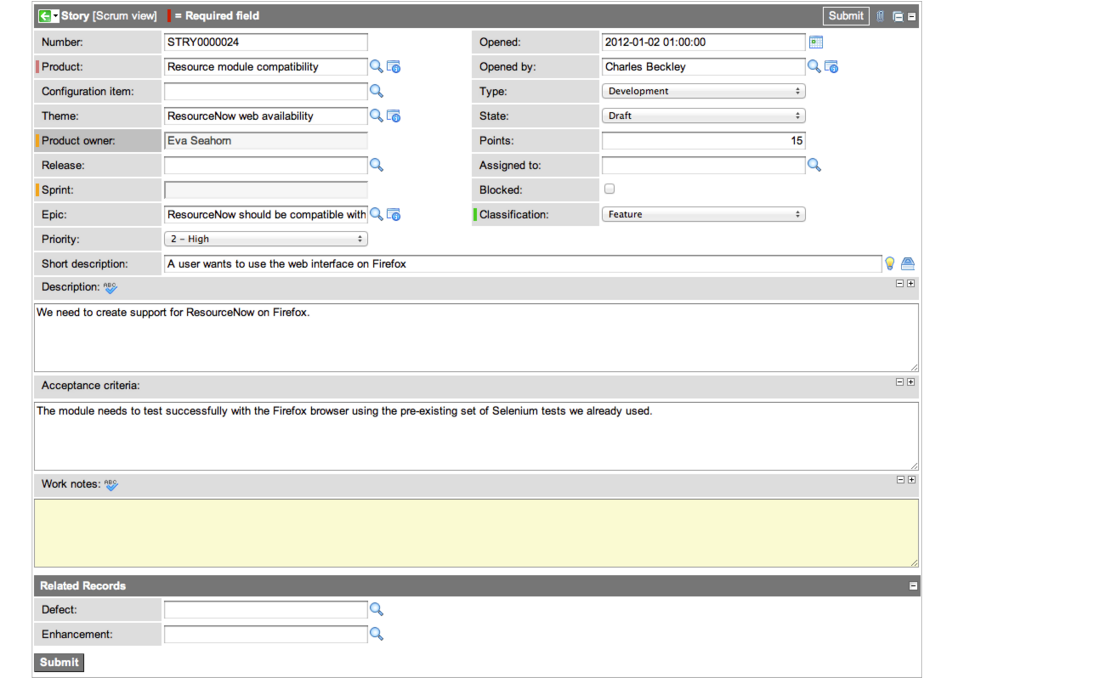 Story [Scrum view] = Required field Submit
Number: STRY0000024 Opened: 2012-01-02 01:00:00
Product: Resource module compatibility Opened by: Charles Beckley
Configuration item: Type: Development
Theme: ResourceNow web availability State: Draft
Product owner: Eva Seahorn Points: 15
Release: Assigned to:
Sprint: Blocked:
Epic: ResourceNow should be compatible with Classification: Feature
Priority: 2 – High
Short description: A user wants to use the web interface on Firefox
Description: ABC
We need to create support for ResourceNow on Firefox.
Acceptance criteria:
The module needs to test successfully with the Firefox browser using the pre-existing set of Selenium tests we already used.
Work notes: ABC
Related Records
Defect:
Enhancement:
Submit